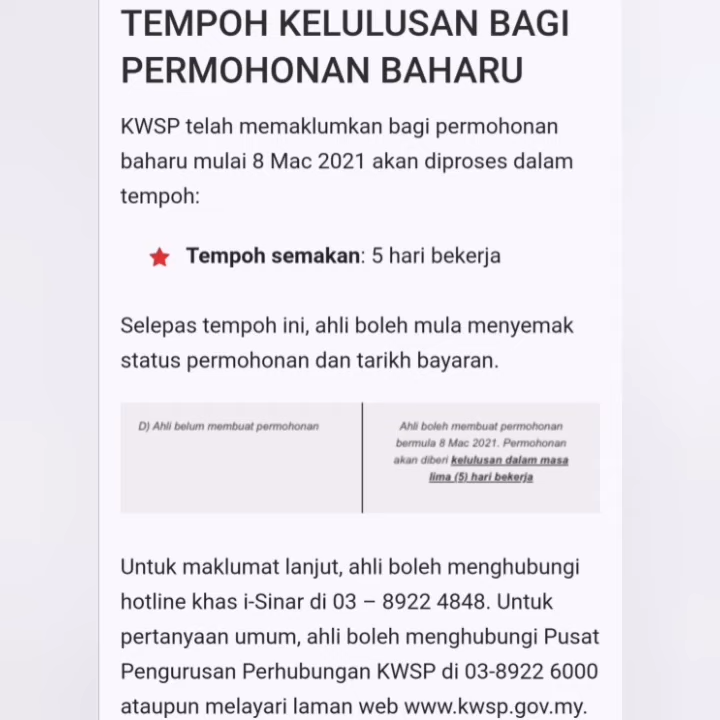 TEMPOH KELULUSAN BAGI
PERMOHONAN BAHARU
KWSP telah memaklumkan bagi permohonan
baharu mulai 8 Mac 2021 akan diproses dalam
tempoh:
Tempoh semakan: 5 hari bekerja
Selepas tempoh ini, ahli boleh mula menyemak
status permohonan dan tarikh bayaran.
D) Ahli belum membuat permohonan
Ahli boleh membuat permohonan
bermula 8 Mac 2021. Permohonan
akan diberi kelulusan dalam masa
lima (5) hari bekerja
Untuk maklumat lanjut, ahli boleh menghubungi
hotline khas i-Sinar di 03 – 8922 4848. Untuk
pertanyaan umum, ahli boleh menghubungi Pusat
Pengurusan Perhubungan KWSP di 03-8922 6000
ataupun melayari laman web www.kwsp.gov.my.